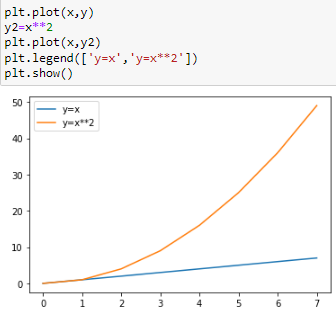 plt.plot(x,y)
y2=x**2
plt.plot(x,y2)
plt.legend(['y=x','y=x**2'])
plt.show()
50
y=x
y=x**2
40
30
20
10
0
0 1 2 3 4 5 6 7